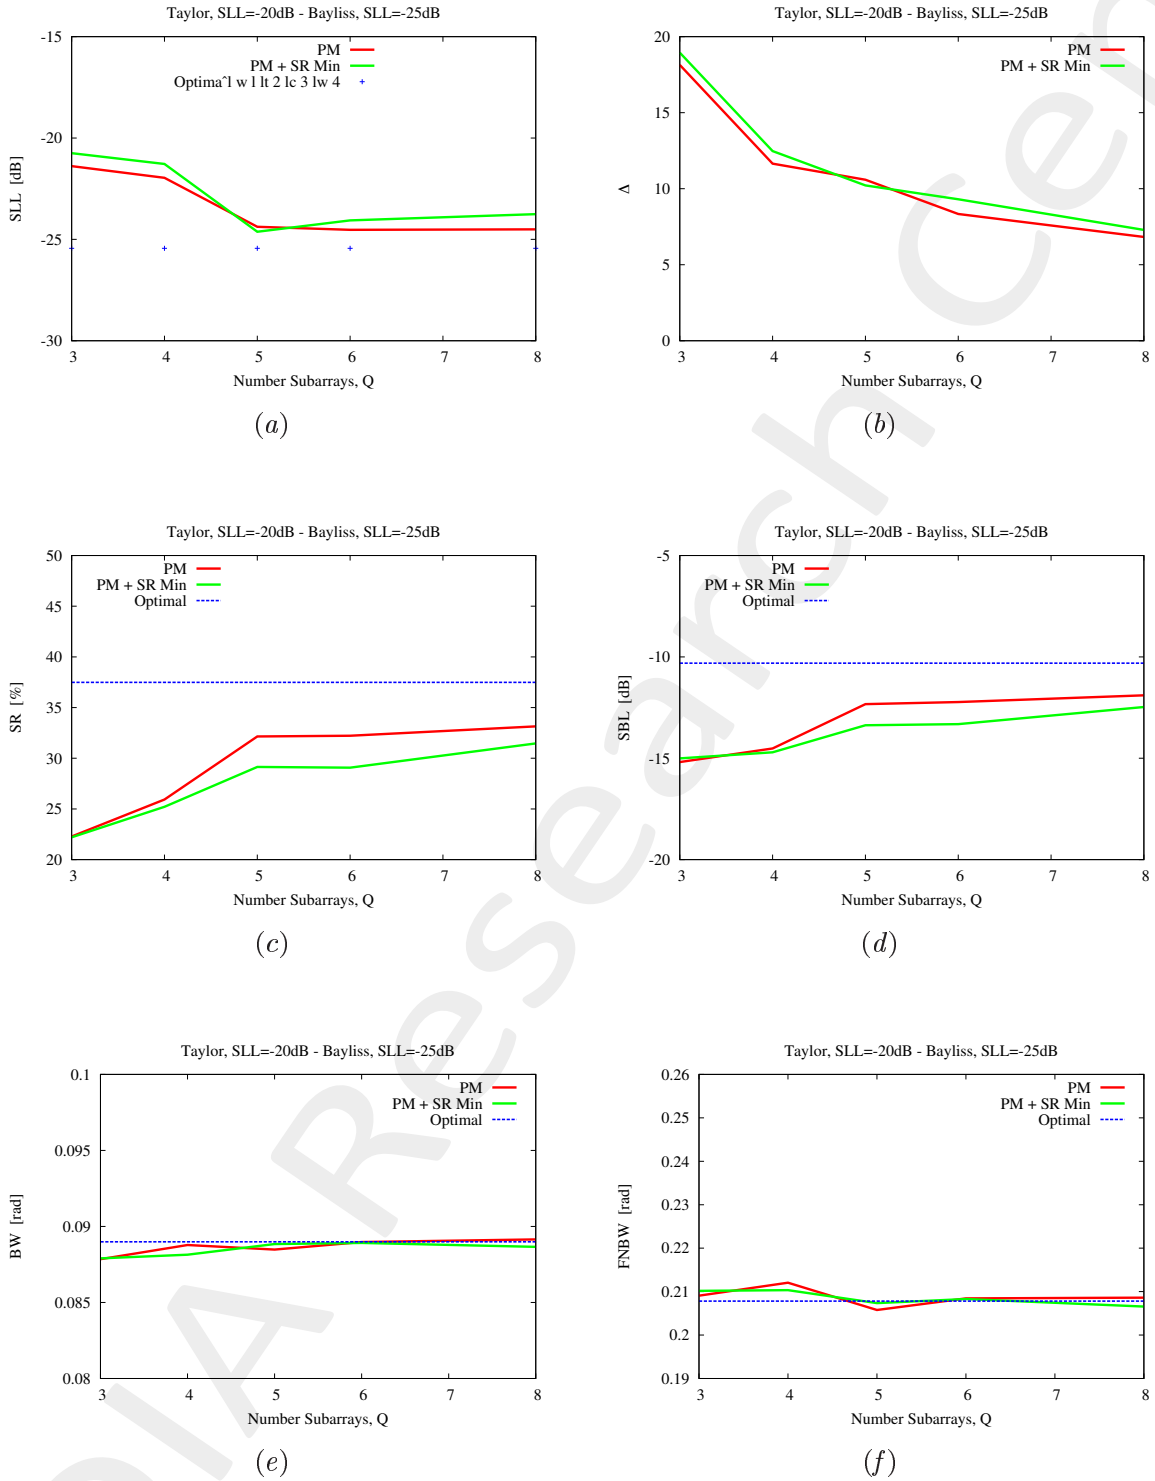 Taylor, SLL=-20dB - Bayliss, SLL=-25dB
-15
-20
-25
-30
SLL [dB]
PM
PM + SR Min
Optima^l w l lt 2 lc 3 lw 4
3 4 5 6 7 8
Number Subarrays, Q
(a)
Taylor, SLL=-20dB - Bayliss, SLL=-25dB
20
15
10
5
0
Δ
PM
PM + SR Min
3 4 5 6 7 8
Number Subarrays, Q
(b)
Taylor, SLL=-20dB - Bayliss, SLL=-25dB
50
45
40
35
30
25
20
SR [%]
PM
PM + SR Min
Optimal
3 4 5 6 7 8
Number Subarrays, Q
(c)
Taylor, SLL=-20dB - Bayliss, SLL=-25dB
-5
-10
-15
-20
SBL [dB]
PM
PM + SR Min
Optimal
3 4 5 6 7 8
Number Subarrays, Q
(d)
Taylor, SLL=-20dB - Bayliss, SLL=-25dB
0.1
0.095
0.09
0.085
0.08
BW [rad]
PM
PM + SR Min
Optimal
3 4 5 6 7 8
Number Subarrays, Q
(e)
Taylor, SLL=-20dB - Bayliss, SLL=-25dB
0.26
0.25
0.24
0.23
0.22
0.21
0.2
0.19
FNBW [rad]
PM
PM + SR Min
Optimal
3 4 5 6 7 8
Number Subarrays, Q
(f)
DIA Research Cen